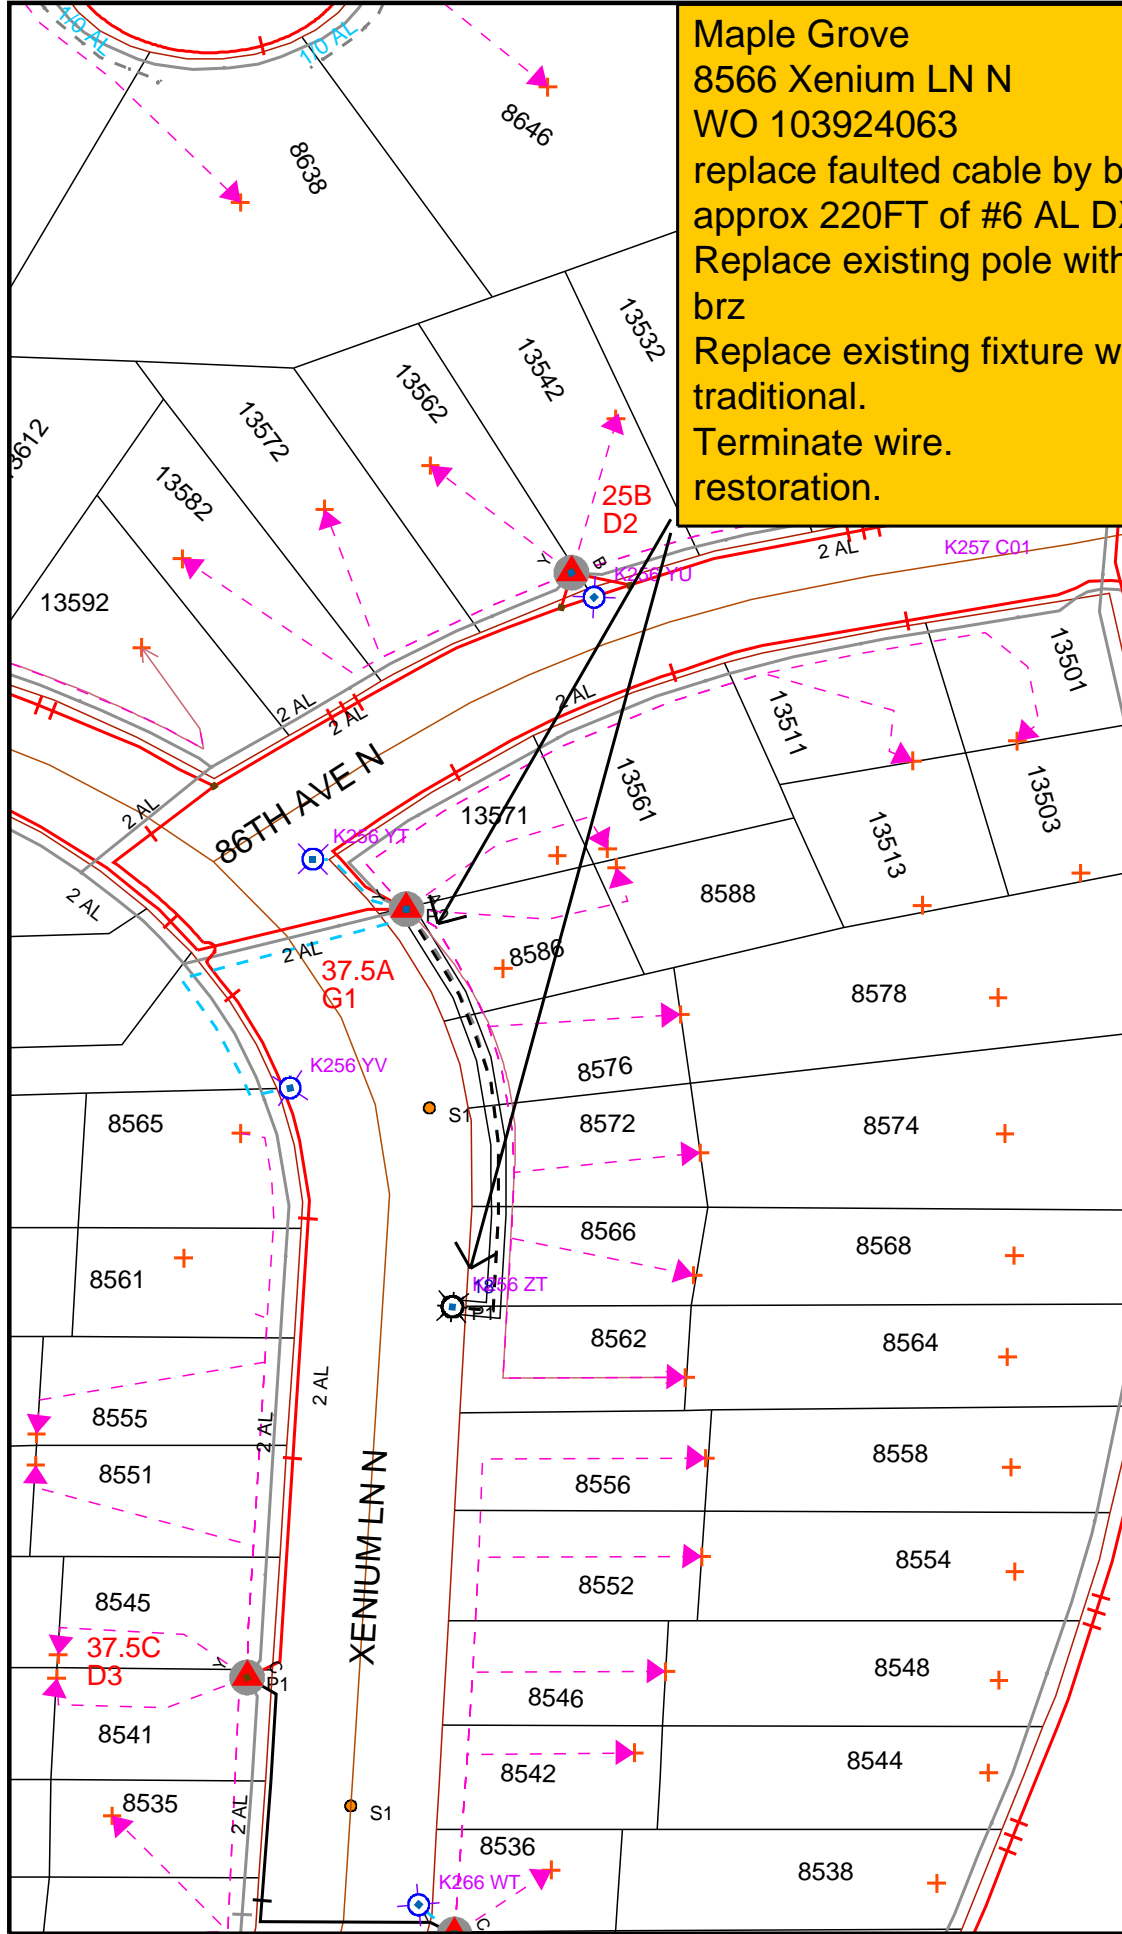 Maple Grove
8566 Xenium LN N
WO 103924063
replace faulted cable by b
approx 220FT of #6 AL D
Replace existing pole with
brz
Replace existing fixture w
traditional.
Terminate wire.
restoration.
1/0 AL
1/0 AL
8646
8638
13532
13542
13562
13572
13582
3612
13592
25B
D2
Y
B
K256 YU
2 AL
K257 C01
2 AL
2 AL
2 AL
2 AL
2 AL
86TH AVE N
K256 YT
13571
13561
13511
13501
13503
13513
8588
Y
A
P2
8586
2 AL
37.5A
G1
8578
K256 YV
8576
8565
S1
8572
8574
8566
8568
8561
K256 ZT
18
P1
8562
8564
2 AL
2 AL
8555
8551
8556
8558
XENIUM LN N
8552
8554
8545
37.5C
D3
Y
C
P1
8546
8548
8541
8542
8544
8535
2 AL
S1
8536
8538
K266 WT
C